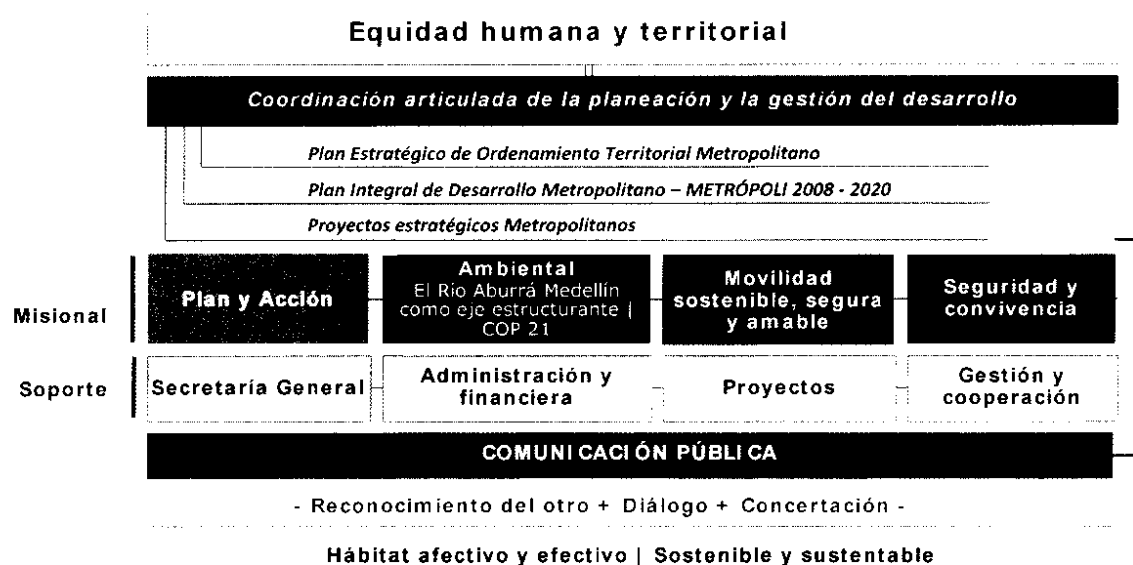 Equidad humana y territorial
Coordinación articulada de la planeación y la gestión del desarrollo
Plan Estratégico de Ordenamiento Territorial Metropolitano
Plan Integral de Desarrollo Metropolitano – METRÓPOLI 2008 - 2020
Proyectos estratégicos Metropolitanos
Misional
Plan y Acción
Ambiental
El Rio Aburrá Medellín
como eje estructurante |
COP 21
Movilidad
sostenible, segura
y amable
Seguridad y
convivencia
Soporte
Secretaría General
Administración y
financiera
Proyectos
Gestión y
cooperación
COMUNICACIÓN PÚBLICA
- Reconocimiento del otro + Diálogo + Concertación -
Hábitat afectivo y efectivo | Sostenible y sustentable